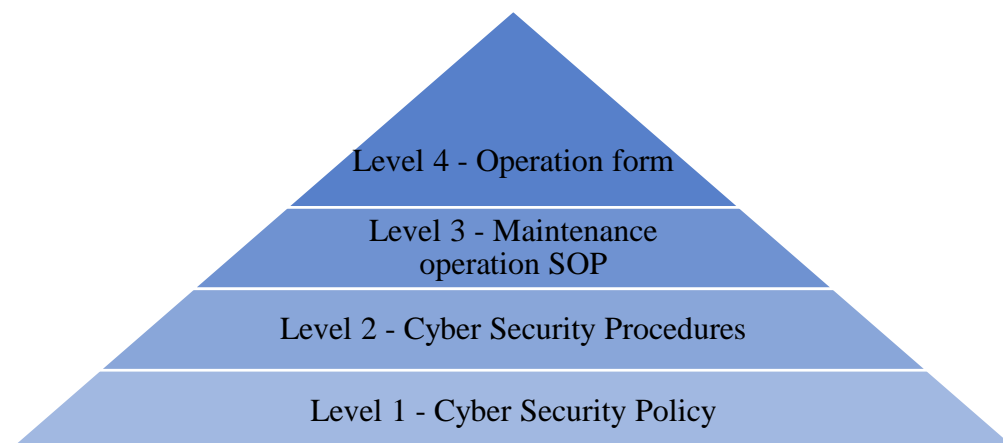 Level 4 - Operation form
Level 3 - Maintenance
operation SOP
Level 2 - Cyber Security Procedures
Level 1 - Cyber Security Policy